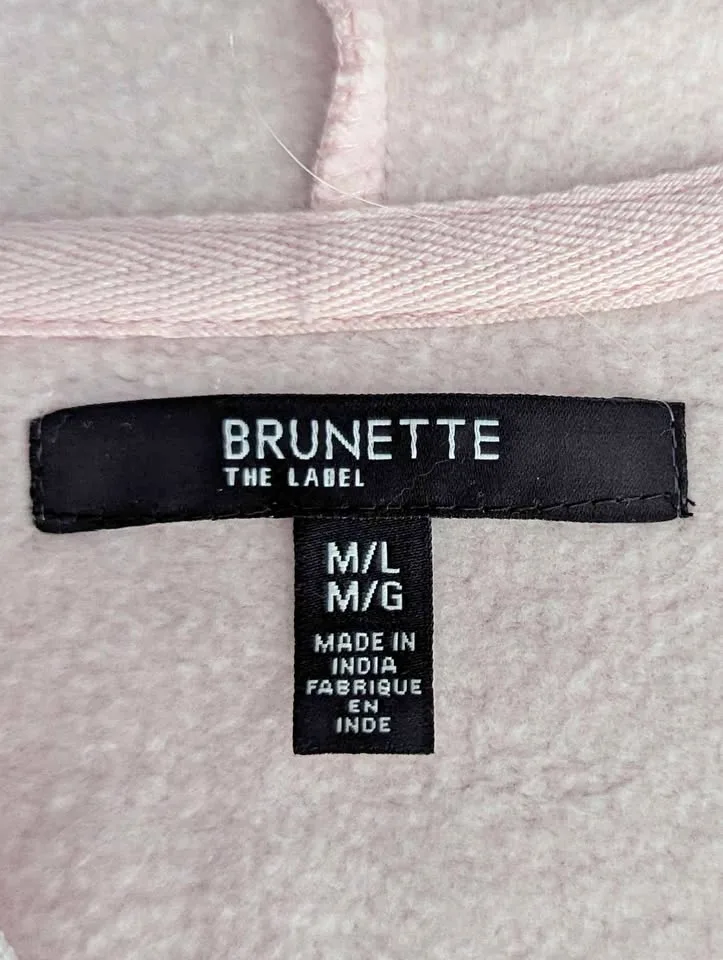 BRUNETTE
THE LABEL
M/L
M/G
MADE IN
INDIA
FABRIQUE
EN
INDE